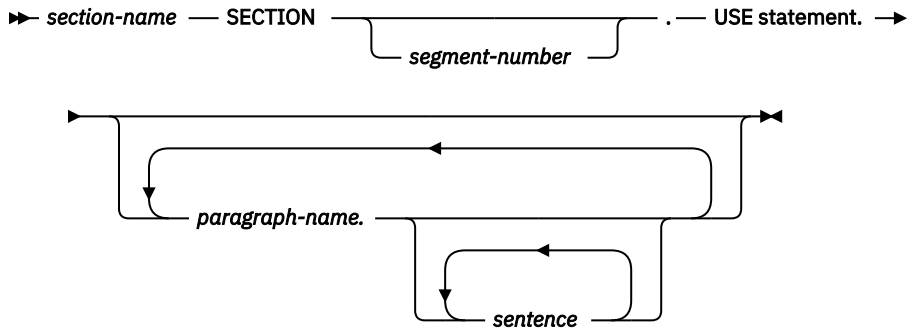 section-name SECTION . USE statement.
segment-number
paragraph-name.
sentence